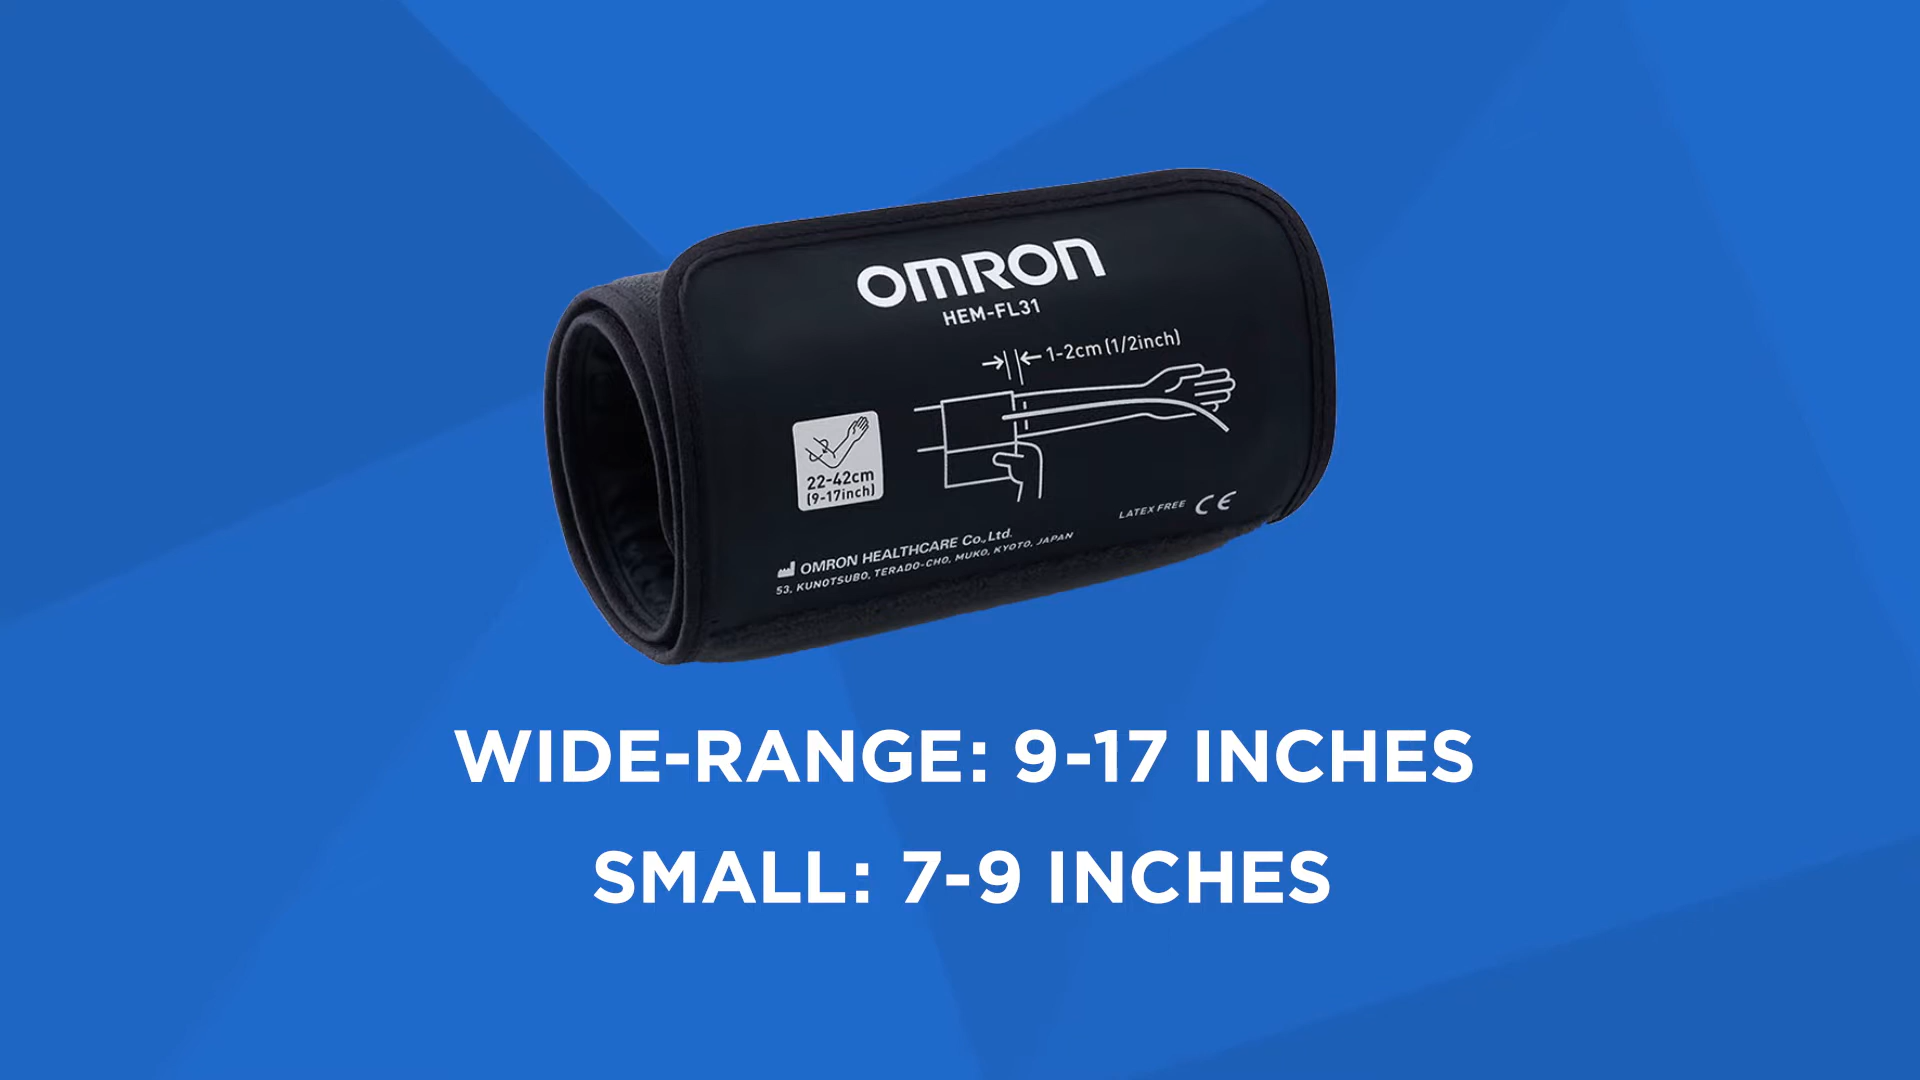 OMRON
HEM-FL31
1-2cm (1/2inch)
22-42cm
(9-17inch)
LATEX FREE CE
OMRON HEALTHCARE Co.,Ltd.
53, KUNOTSUBO, TERADO-CHO, MUKO, KYOTO, JAPAN
WIDE-RANGE: 9-17 INCHES
SMALL: 7-9 INCHES